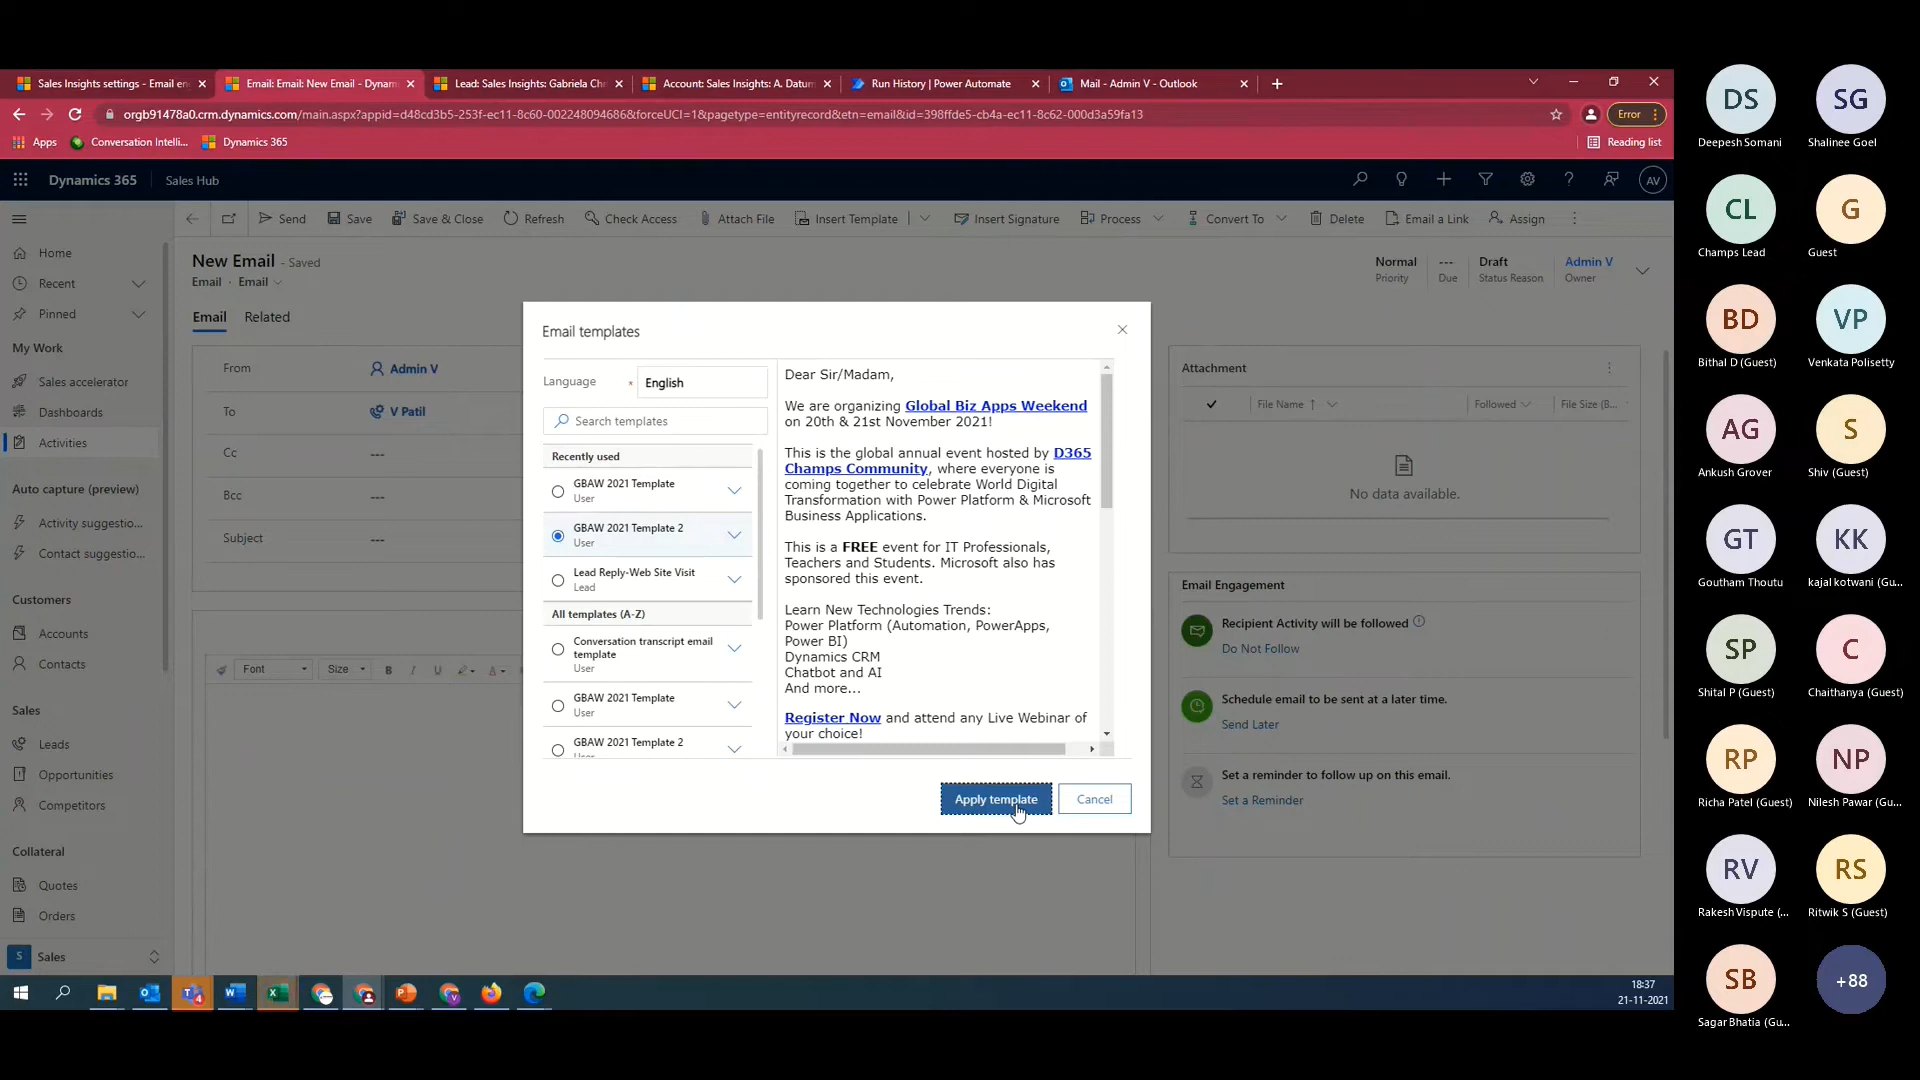 Sales Insights settings - Email en
Email: Email: New Email - Dynam
Lead: Sales Insights: Gabriela Chr
Account: Sales Insights: A. Datum
Run History | Power Automate
Mail - Admin V - Outlook
orgb91478a0.crm.dynamics.com/main.aspx?appid=d48cd3b5-253f-ec11-8c60-002248094686&forceUCI=1&pagetype=entityrecord&etn=email&id=398ffde5-cb4a-ec11-8c62-000d3a59fa13
Error
Apps
Conversation Intelli...
Dynamics 365
Reading list
Dynamics 365
Sales Hub
AV
Send
Save
Save & Close
Refresh
Check Access
Attach File
Insert Template
Insert Signature
Process
Convert To
Delete
Email a Link
Assign
Home
Recent
Pinned
My Work
Sales accelerator
Dashboards
Activities
Auto capture (preview)
Activity suggestio...
Contact suggestio...
Customers
Accounts
Contacts
Sales
Leads
Opportunities
Competitors
Collateral
Quotes
Orders
S
Sales
New Email - Saved
Email · Email
Normal
Priority
---
Due
Draft
Status Reason
Admin V
Owner
Email
Related
From
Admin V
To
V Patil
Cc
---
Bcc
---
Subject
---
Font
Size
B
I
U
A
Email templates
Language
*
English
Search templates
Recently used
GBAW 2021 Template
User
GBAW 2021 Template 2
User
Lead Reply-Web Site Visit
Lead
All templates (A-Z)
Conversation transcript email
template
User
GBAW 2021 Template
User
GBAW 2021 Template 2
User
Dear Sir/Madam,
We are organizing Global Biz Apps Weekend
on 20th & 21st November 2021!
This is the global annual event hosted by D365
Champs Community, where everyone is
coming together to celebrate World Digital
Transformation with Power Platform & Microsoft
Business Applications.
This is a FREE event for IT Professionals,
Teachers and Students. Microsoft also has
sponsored this event.
Learn New Technologies Trends:
Power Platform (Automation, PowerApps,
Power BI)
Dynamics CRM
Chatbot and AI
And more...
Register Now and attend any Live Webinar of
your choice!
Apply template
Cancel
Attachment
File Name
Followed
File Size (B...
No data available.
Email Engagement
Recipient Activity will be followed
Do Not Follow
Schedule email to be sent at a later time.
Send Later
Set a reminder to follow up on this email.
Set a Reminder
4
18:37
21-11-2021
DS
Deepesh Somani
SG
Shalinee Goel
CL
Champs Lead
G
Guest
BD
Bithal D (Guest)
VP
Venkata Polisetty
AG
Ankush Grover
S
Shiv (Guest)
GT
Goutham Thoutu
KK
kajal kotwani (Gu...
SP
Shital P (Guest)
C
Chaithanya (Guest)
RP
Richa Patel (Guest)
NP
Nilesh Pawar (Gu...
RV
Rakesh Vispute (...
RS
Ritwik S (Guest)
SB
Sagar Bhatia (Gu...
+88